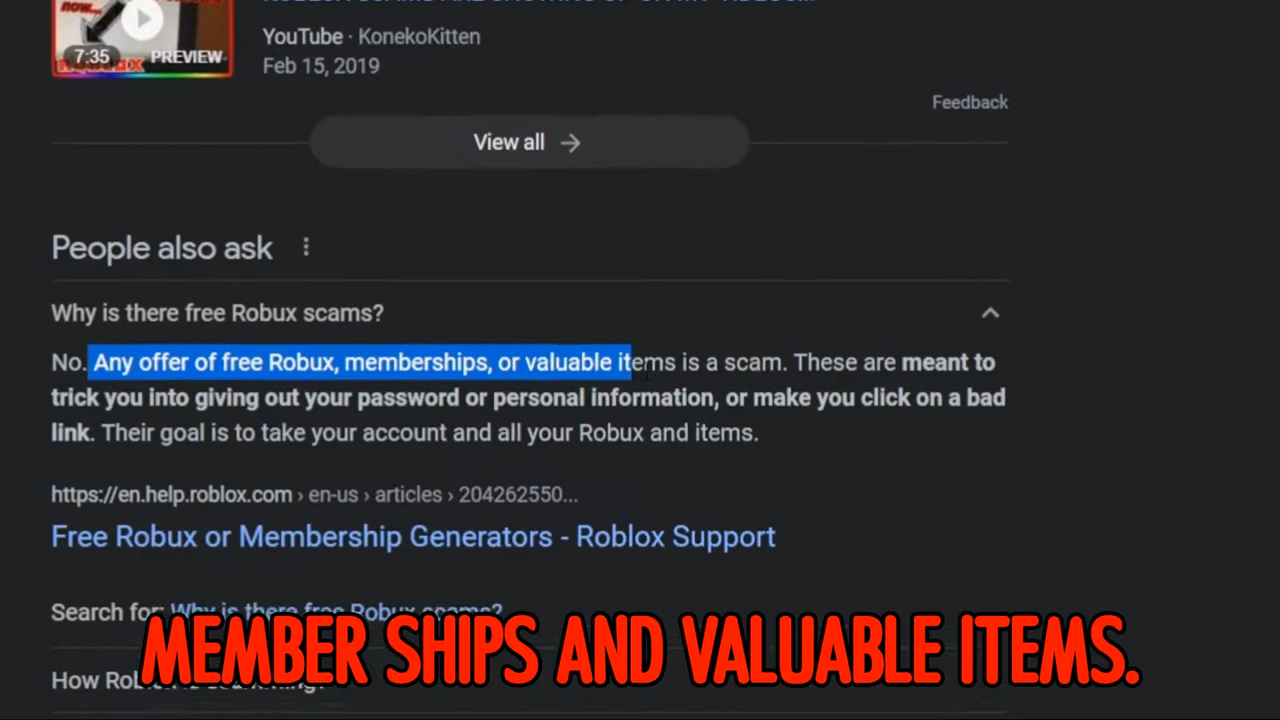 now...
7:35
PREVIEW
YouTube · KonekoKitten
Feb 15, 2019
Feedback
View all →
People also ask
Why is there free Robux scams?
No. Any offer of free Robux, memberships, or valuable items is a scam. These are meant to
trick you into giving out your password or personal information, or make you click on a bad
link. Their goal is to take your account and all your Robux and items.
https://en.help.roblox.com › en-us › articles › 204262550...
Free Robux or Membership Generators - Roblox Support
Search for: Why is there free Robux scams?
MEMBER SHIPS AND VALUABLE ITEMS.
How